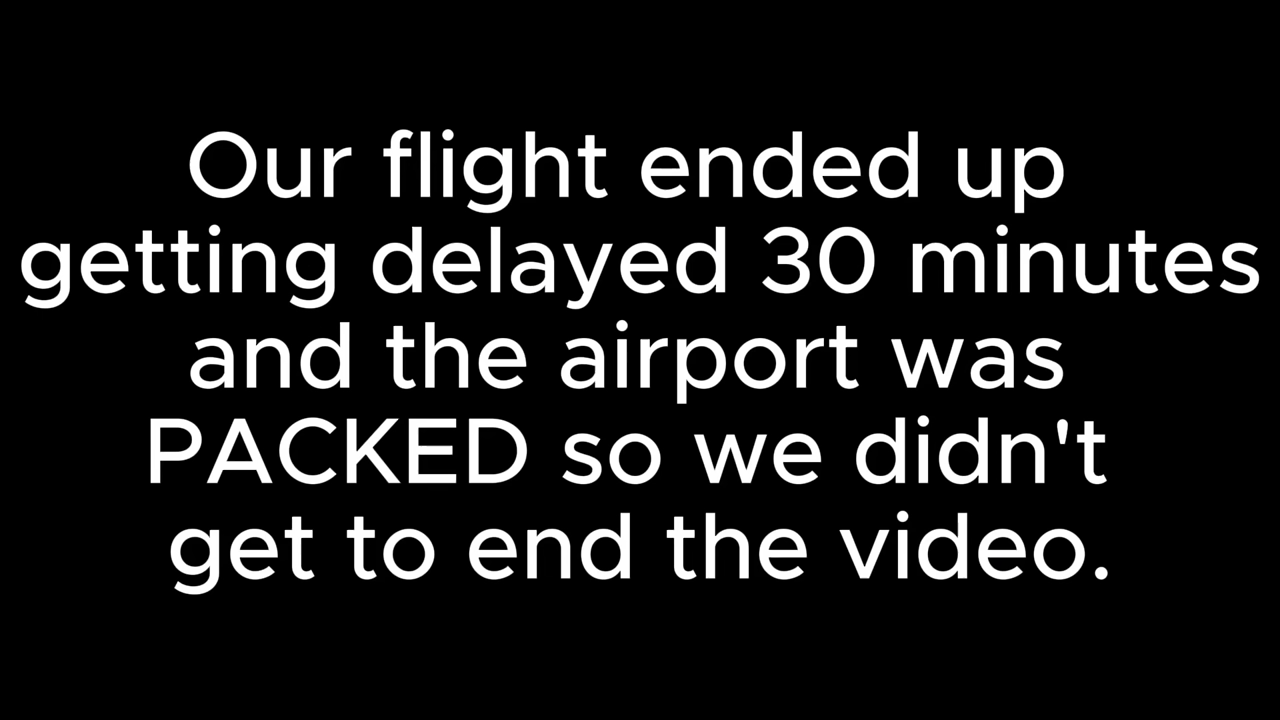 Our flight ended up
getting delayed 30 minutes
and the airport was
PACKED so we didn't
get to end the video.